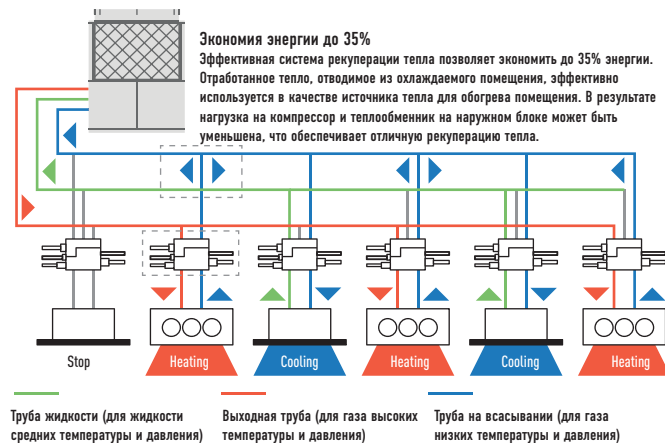 Экономия энергии до 35%
Эффективная система рекуперации тепла позволяет экономить до 35% энергии.
Отработанное тепло, отводимое из охлаждаемого помещения, эффективно
используется в качестве источника тепла для обогрева помещения. В результате
нагрузка на компрессор и теплообменник на наружном блоке может быть
уменьшена, что обеспечивает отличную рекуперацию тепла.
Stop
Heating
Cooling
Heating
Cooling
Heating
Труба жидкости (для жидкости
средних температуры и давления)
Выходная труба (для газа высоких
температуры и давления)
Труба на всасывании (для газа
низких температуры и давления)